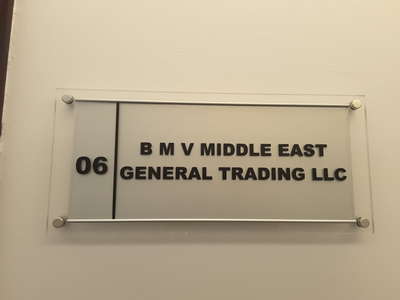 06
B M V MIDDLE EAST
GENERAL TRADING LLC